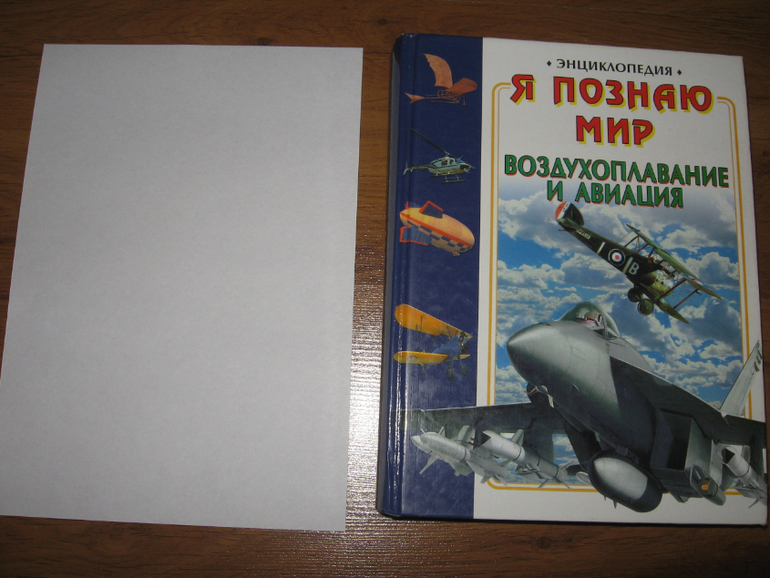 ЭНЦИКЛОПЕДИЯ
Я ПОЗНАЮ
МИР
ВОЗДУХОПЛАВАНИЕ
И АВИАЦИЯ
I B